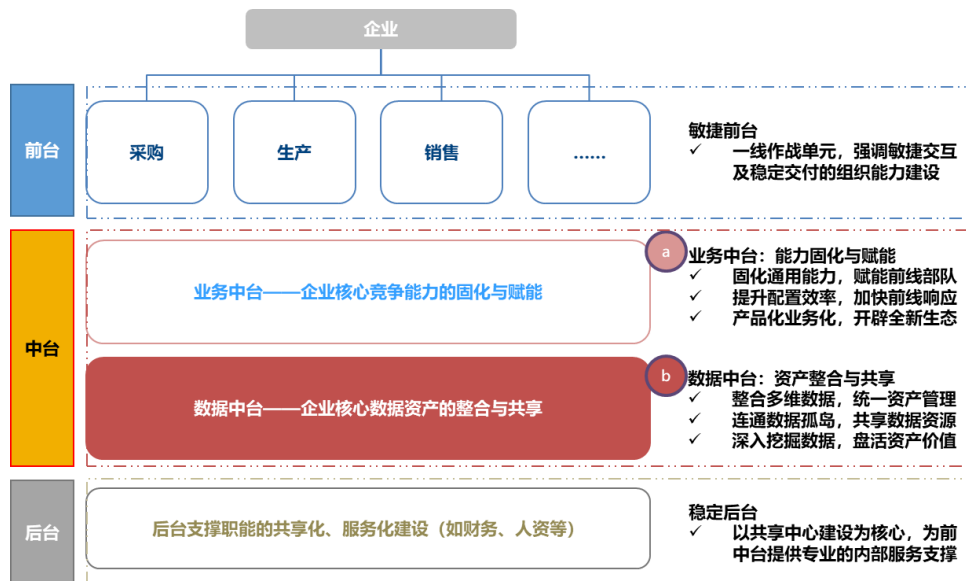 企业
前台
采购
生产
销售
......
敏捷前台
✓ 一线作战单元，强调敏捷交互
及稳定交付的组织能力建设
中台
业务中台——企业核心竞争能力的固化与赋能
a
业务中台：能力固化与赋能
✓ 固化通用能力，赋能前线部队
✓ 提升配置效率，加快前线响应
✓ 产品化业务化，开辟全新生态
数据中台——企业核心数据资产的整合与共享
b
数据中台：资产整合与共享
✓ 整合多维数据，统一资产管理
✓ 连通数据孤岛，共享数据资源
✓ 深入挖掘数据，盘活资产价值
后台
后台支撑职能的共享化、服务化建设（如财务、人资等）
稳定后台
✓ 以共享中心建设为核心，为前
中台提供专业的内部服务支撑